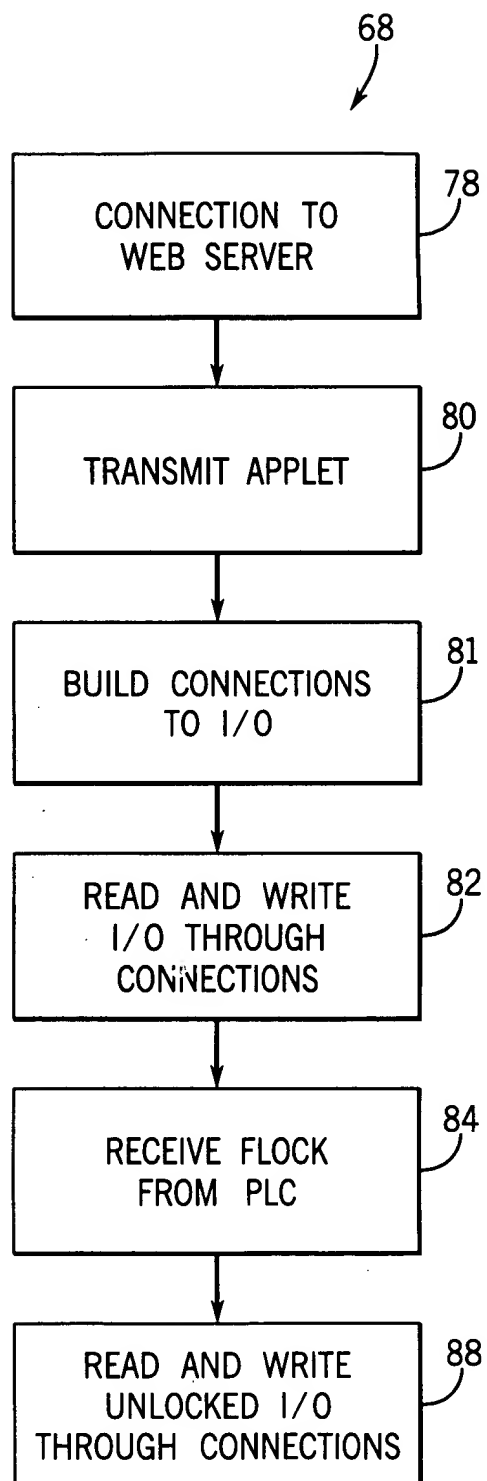 68
CONNECTION TO
WEB SERVER
78
TRANSMIT APPLET
80
BUILD CONNECTIONS
TO I/O
81
READ AND WRITE
I/O THROUGH
CONNECTIONS
82
RECEIVE FLOCK
FROM PLC
84
READ AND WRITE
UNLOCKED I/O
THROUGH CONNECTIONS
88